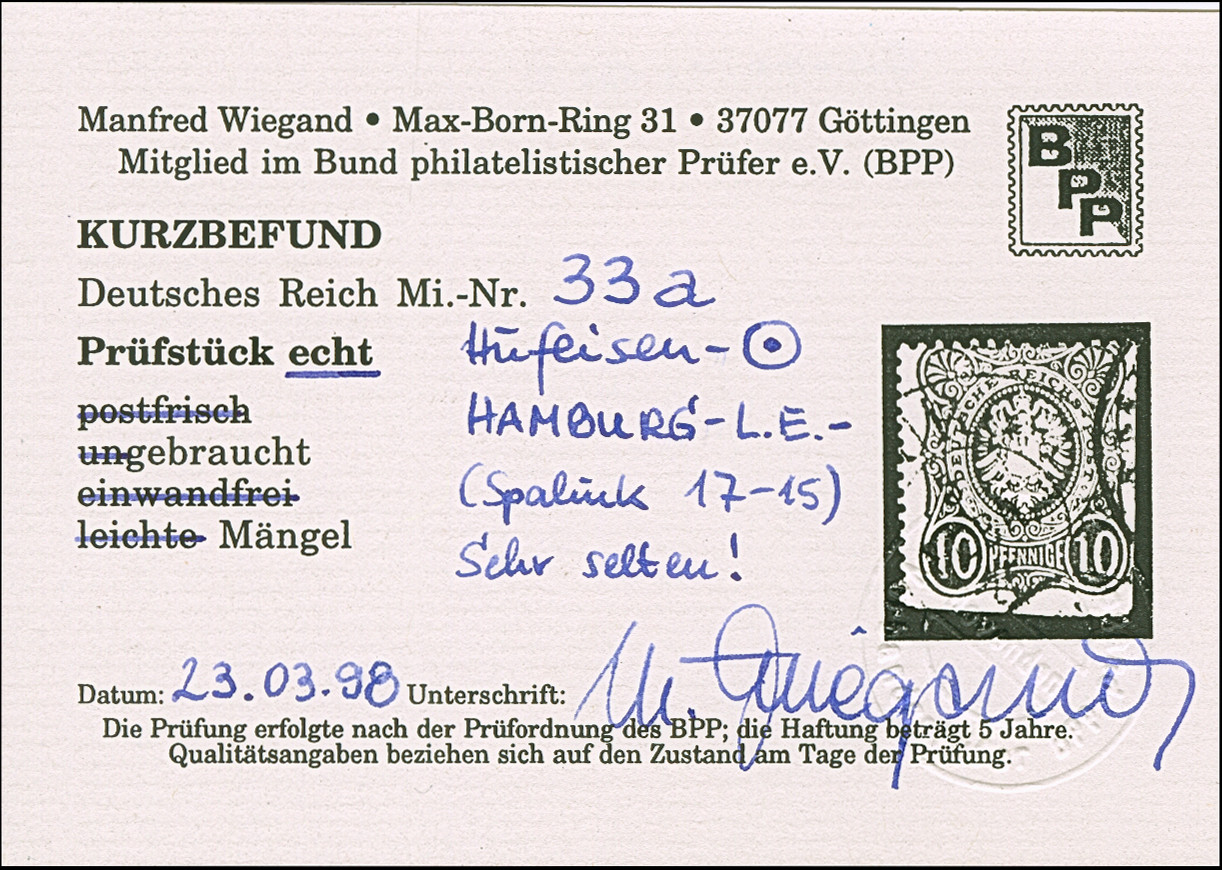 Manfred Wiegand • Max-Born-Ring 31 • 37077 Göttingen
Mitglied im Bund philatelistischer Prüfer e.V. (BPP)
BPP
KURZBEFUND
Deutsches Reich Mi.-Nr. 33a
Prüfstück echt Hufeisen-⊙
postfrisch HAMBURG-L.E.-
ungebraucht
einwandfrei (Spalink 17-15)
leichte Mängel
Sehr selten!
DEUTSCHE REICHSPOST
10 PFENNIGE 10
Datum: 23.03.98 Unterschrift: M. Wiegand
Die Prüfung erfolgte nach der Prüfordnung des BPP; die Haftung beträgt 5 Jahre.
Qualitätsangaben beziehen sich auf den Zustand am Tage der Prüfung.